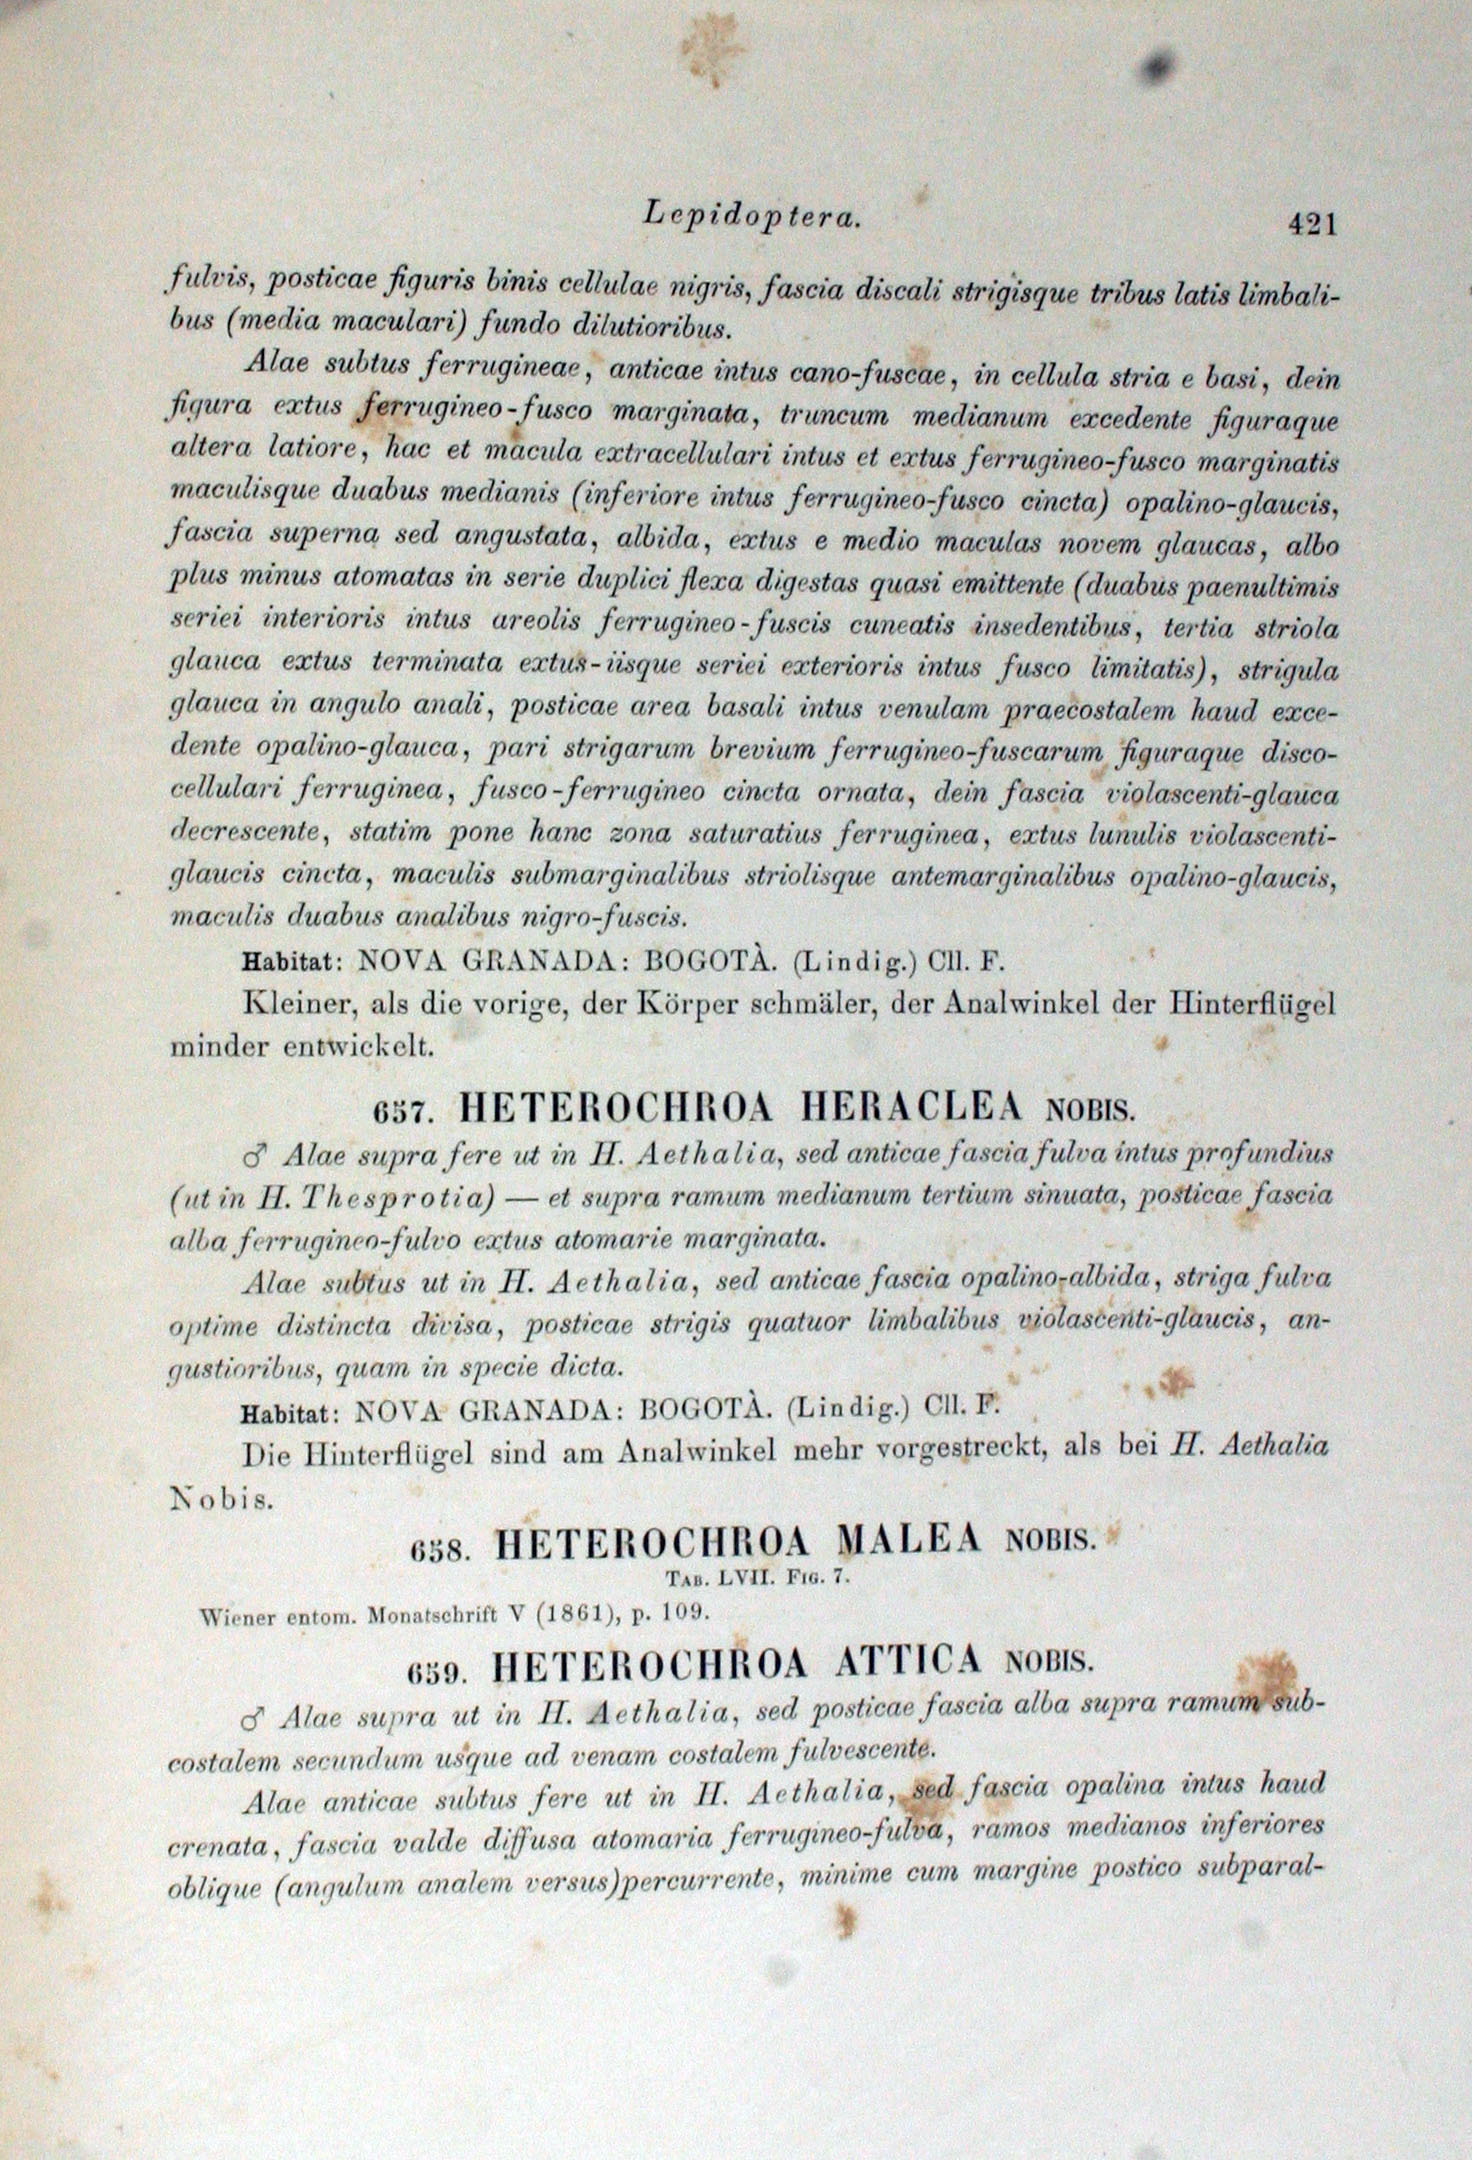 Lepidoptera. 421
fulvis, posticae figuris binis cellulae nigris, fascia discali strigisque tribus latis limbali-
bus (media maculari) fundo dilutioribus.
Alae subtus ferrugineae, anticae intus cano-fuscae, in cellula stria e basi, dein
figura extus ferrugineo-fusco marginata, truncum medianum excedente figuraque
altera latiore, hac et macula extracellulari intus et extus ferrugineo-fusco marginatis
maculisque duabus medianis (inferiore intus ferrugineo-fusco cincta) opalino-glaucis,
fascia superna sed angustata, albida, extus e medio maculas novem glaucas, albo
plus minus atomatas in serie duplici flexa digestas quasi emittente (duabus paenultimis
seriei interioris intus areolis ferrugineo-fuscis cuneatis insedentibus, tertia striola
glauca extus terminata extus-iisque seriei exterioris intus fusco limitatis), strigula
glauca in angulo anali, posticae area basali intus venulam praecostalem haud exce-
dente opalino-glauca, pari strigarum brevium ferrugineo-fuscarum figuraque disco-
cellulari ferruginea, fusco-ferrugineo cincta ornata, dein fascia violascenti-glauca
decrescente, statim pone hanc zona saturatius ferruginea, extus lunulis violascenti-
glaucis cincta, maculis submarginalibus striolisque antemarginalibus opalino-glaucis,
maculis duabus analibus nigro-fuscis.
Habitat: NOVA GRANADA: BOGOTÀ. (Lindig.) Cll. F.
Kleiner, als die vorige, der Körper schmäler, der Analwinkel der Hinterflügel
minder entwickelt.
657. HETEROCHROA HERACLEA NOBIS.
♂ Alae supra fere ut in H. Aethalia, sed anticae fascia fulva intus profundius
(ut in H. Thesprotia) — et supra ramum medianum tertium sinuata, posticae fascia
alba ferrugineo-fulvo extus atomarie marginata.
Alae subtus ut in H. Aethalia, sed anticae fascia opalino-albida, striga fulva
optime distincta divisa, posticae strigis quatuor limbalibus violascenti-glaucis, an-
gustioribus, quam in specie dicta.
Habitat: NOVA GRANADA: BOGOTÀ. (Lindig.) Cll. F.
Die Hinterflügel sind am Analwinkel mehr vorgestreckt, als bei H. Aethalia
Nobis.
658. HETEROCHROA MALEA NOBIS.
TAB. LVII. FIG. 7.
Wiener entom. Monatschrift V (1861), p. 109.
659. HETEROCHROA ATTICA NOBIS.
♂ Alae supra ut in H. Aethalia, sed posticae fascia alba supra ramum sub-
costalem secundum usque ad venam costalem fulvescente.
Alae anticae subtus fere ut in H. Aethalia, sed fascia opalina intus haud
crenata, fascia valde diffusa atomaria ferrugineo-fulva, ramos medianos inferiores
oblique (angulum analem versus) percurrente, minime cum margine postico subparal-